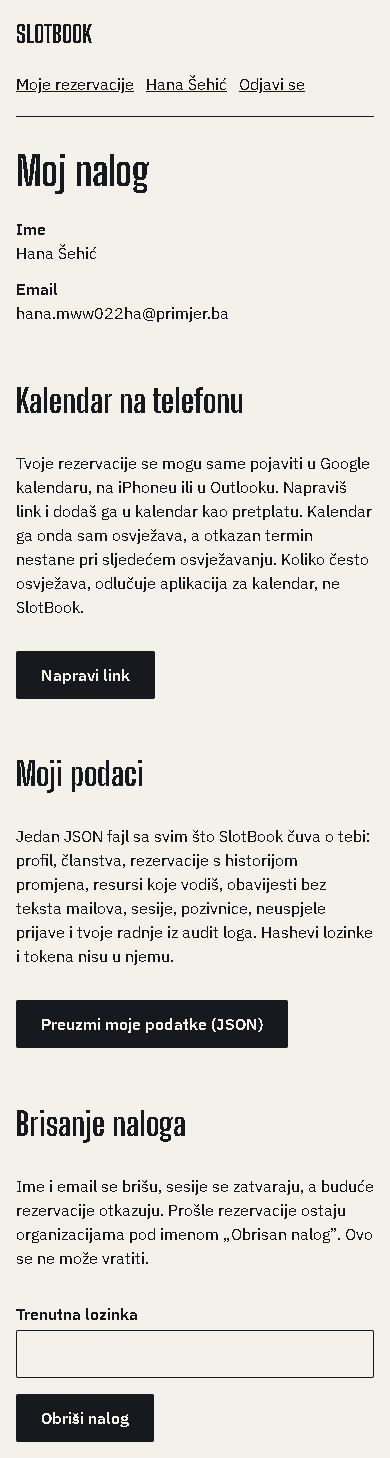 SLOTBOOK
Moje rezervacije Hana Šehić Odjavi se
Moj nalog
Ime
Hana Šehić
Email
hana.mww022ha@primjer.ba
Kalendar na telefonu
Tvoje rezervacije se mogu same pojaviti u Google
kalendaru, na iPhoneu ili u Outlooku. Napraviš
link i dodaš ga u kalendar kao pretplatu. Kalendar
ga onda sam osvježava, a otkazan termin
nestane pri sljedećem osvježavanju. Koliko često
osvježava, odlučuje aplikacija za kalendar, ne
SlotBook.
Napravi link
Moji podaci
Jedan JSON fajl sa svim što SlotBook čuva o tebi:
profil, članstva, rezervacije s historijom
promjena, resursi koje vodiš, obavijesti bez
teksta mailova, sesije, pozivnice, neuspjele
prijave i tvoje radnje iz audit loga. Hashevi lozinke
i tokena nisu u njemu.
Preuzmi moje podatke (JSON)
Brisanje naloga
Ime i email se brišu, sesije se zatvaraju, a buduće
rezervacije otkazuju. Prošle rezervacije ostaju
organizacijama pod imenom „Obrisan nalog”. Ovo
se ne može vratiti.
Trenutna lozinka
Obriši nalog